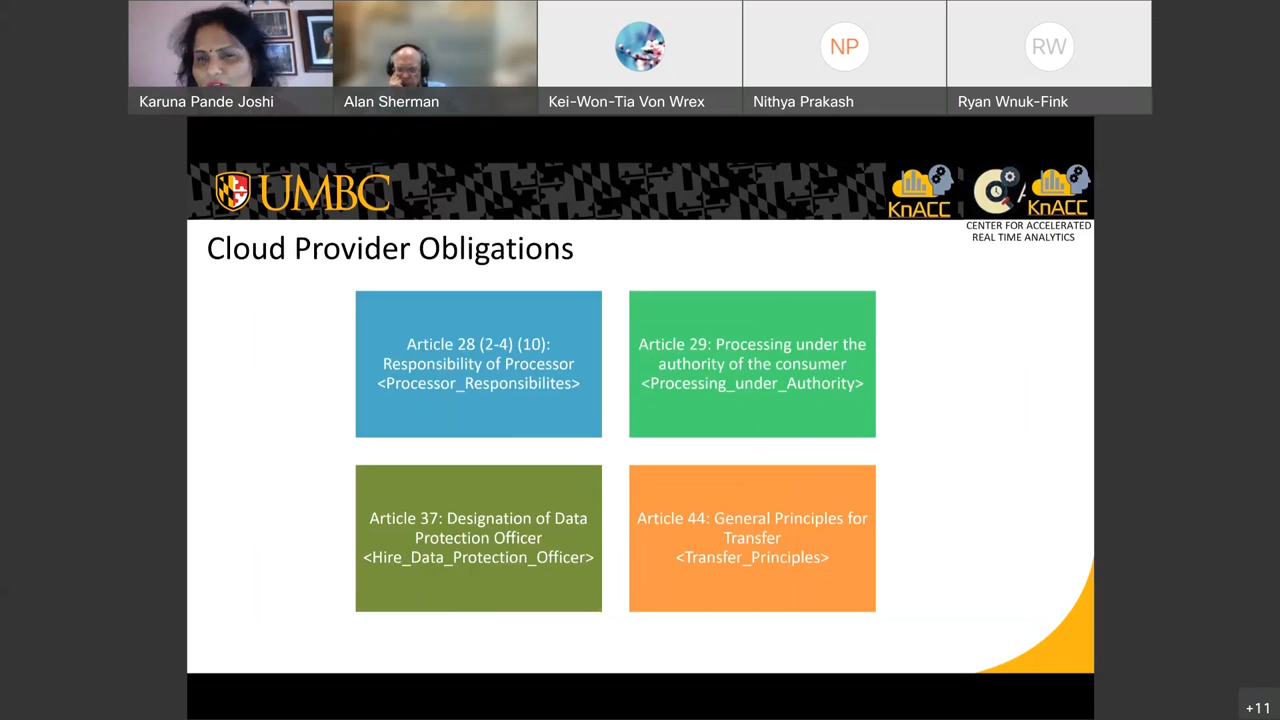 NP
RW
Karuna Pande Joshi
Alan Sherman
Kei-Won-Tia Von Wrex
Nithya Prakash
Ryan Wnuk-Fink
UMBC
KnACC
KnACC
CENTER FOR ACCELERATED
REAL TIME ANALYTICS
Cloud Provider Obligations
Article 28 (2-4) (10):
Responsibility of Processor
<Processor_Responsibilites>
Article 29: Processing under the
authority of the consumer
<Processing_under_Authority>
Article 37: Designation of Data
Protection Officer
<Hire_Data_Protection_Officer>
Article 44: General Principles for
Transfer
<Transfer_Principles>
+11